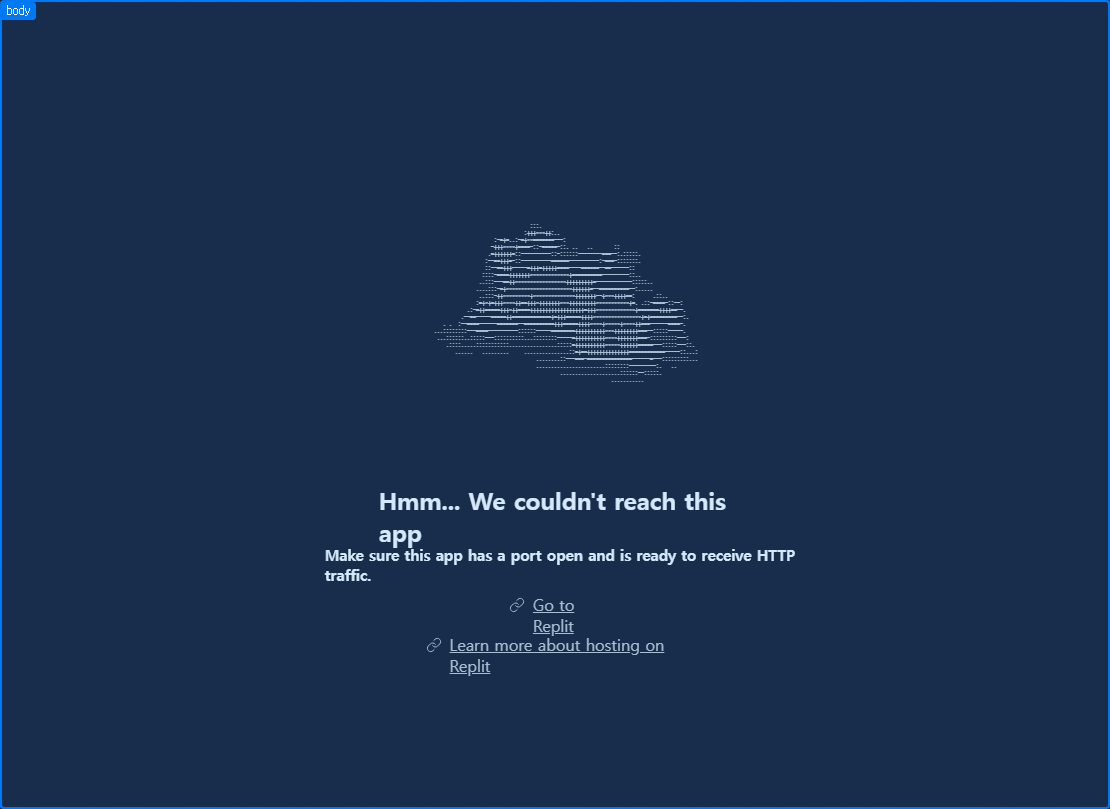 body
Hmm... We couldn't reach this
app
Make sure this app has a port open and is ready to receive HTTP
traffic.
Go to
Replit
Learn more about hosting on
Replit